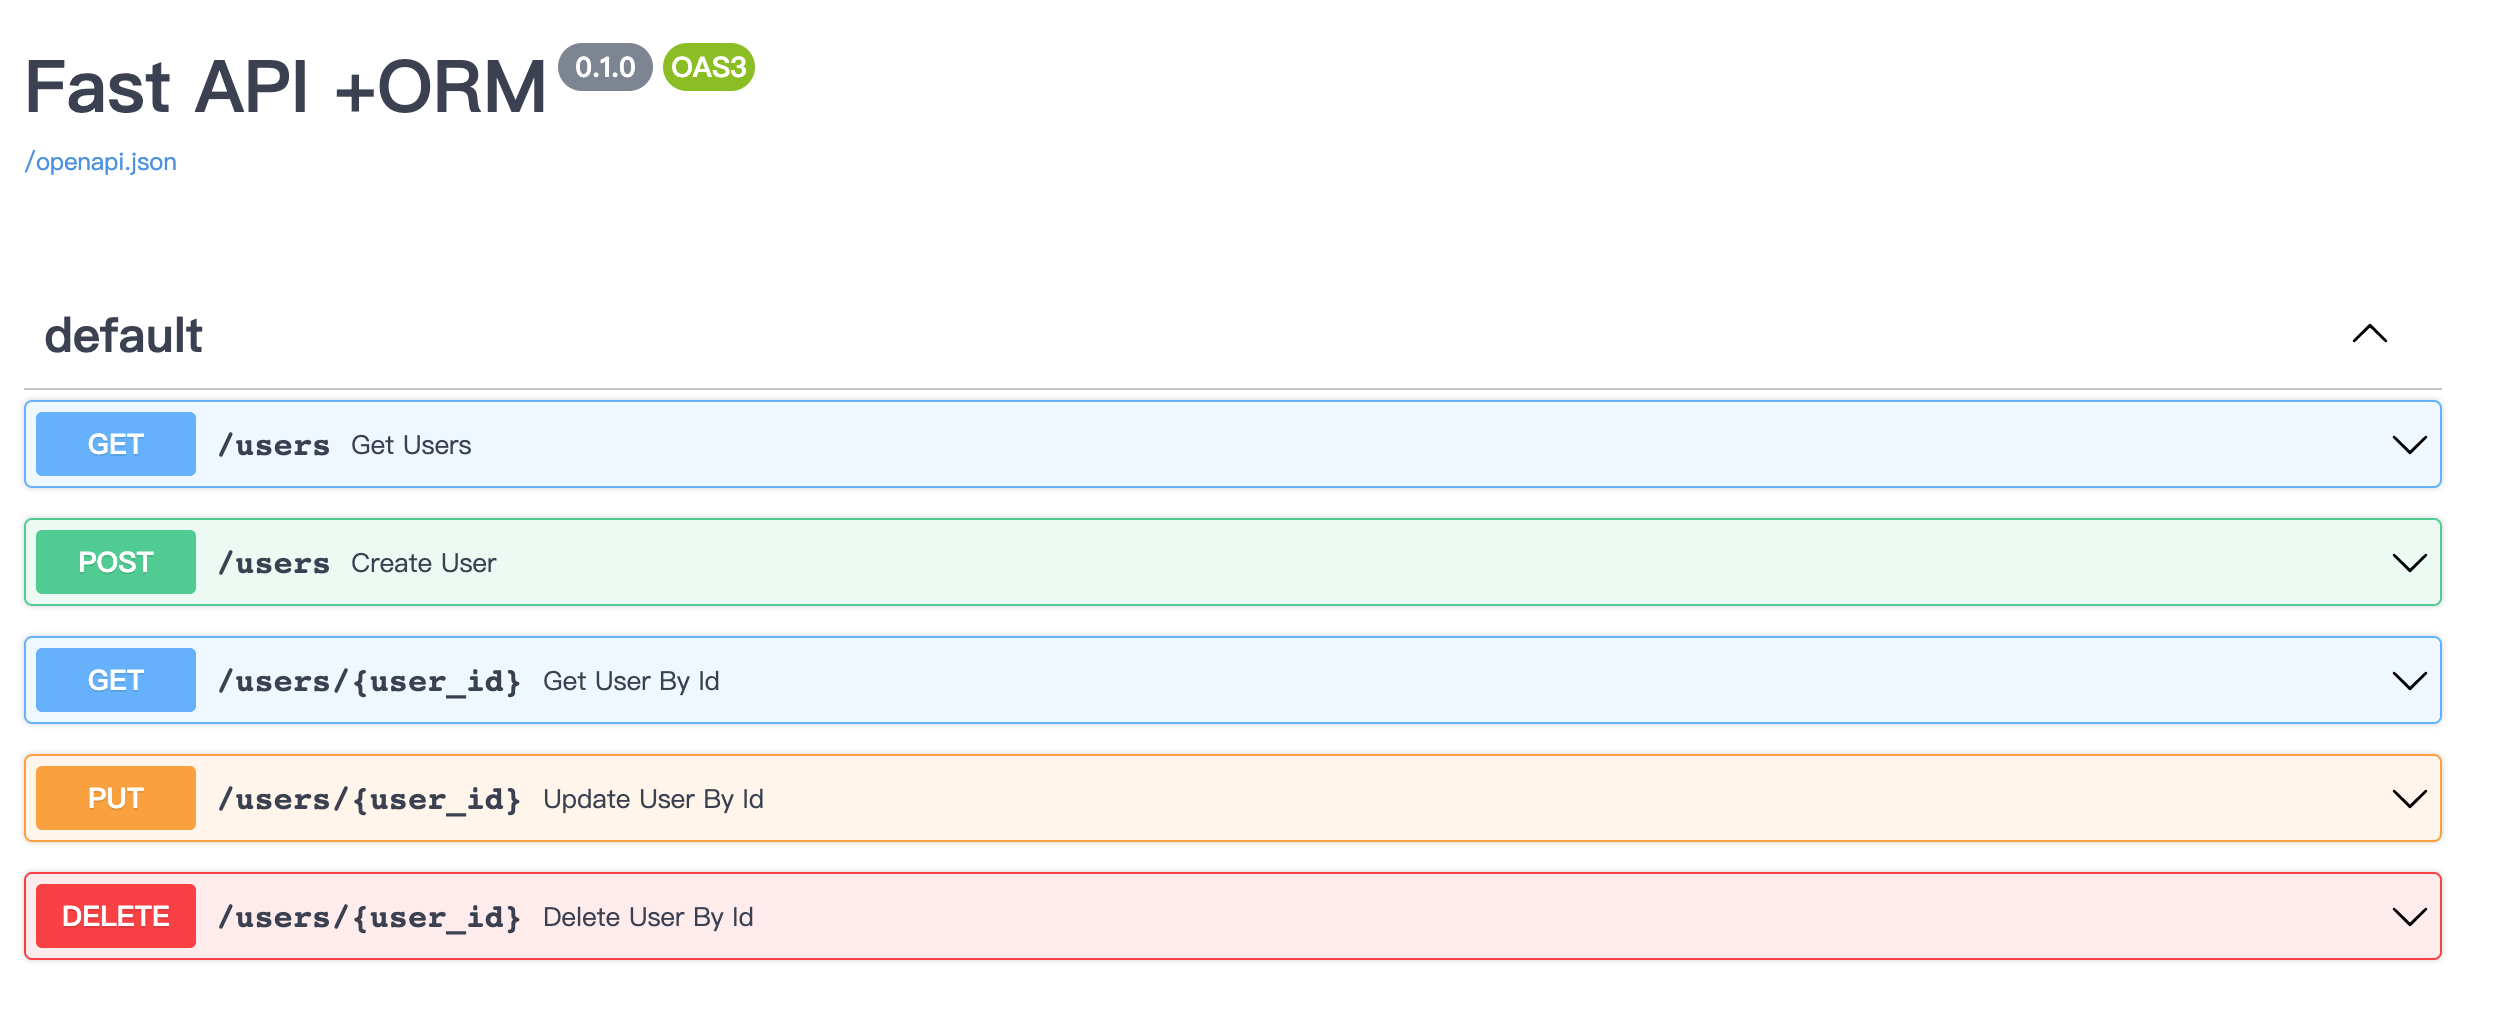 Fast API +ORM 0.1.0 OAS3
/openapi.json
default
GET /users Get Users
POST /users Create User
GET /users/{user_id} Get User By Id
PUT /users/{user_id} Update User By Id
DELETE /users/{user_id} Delete User By Id